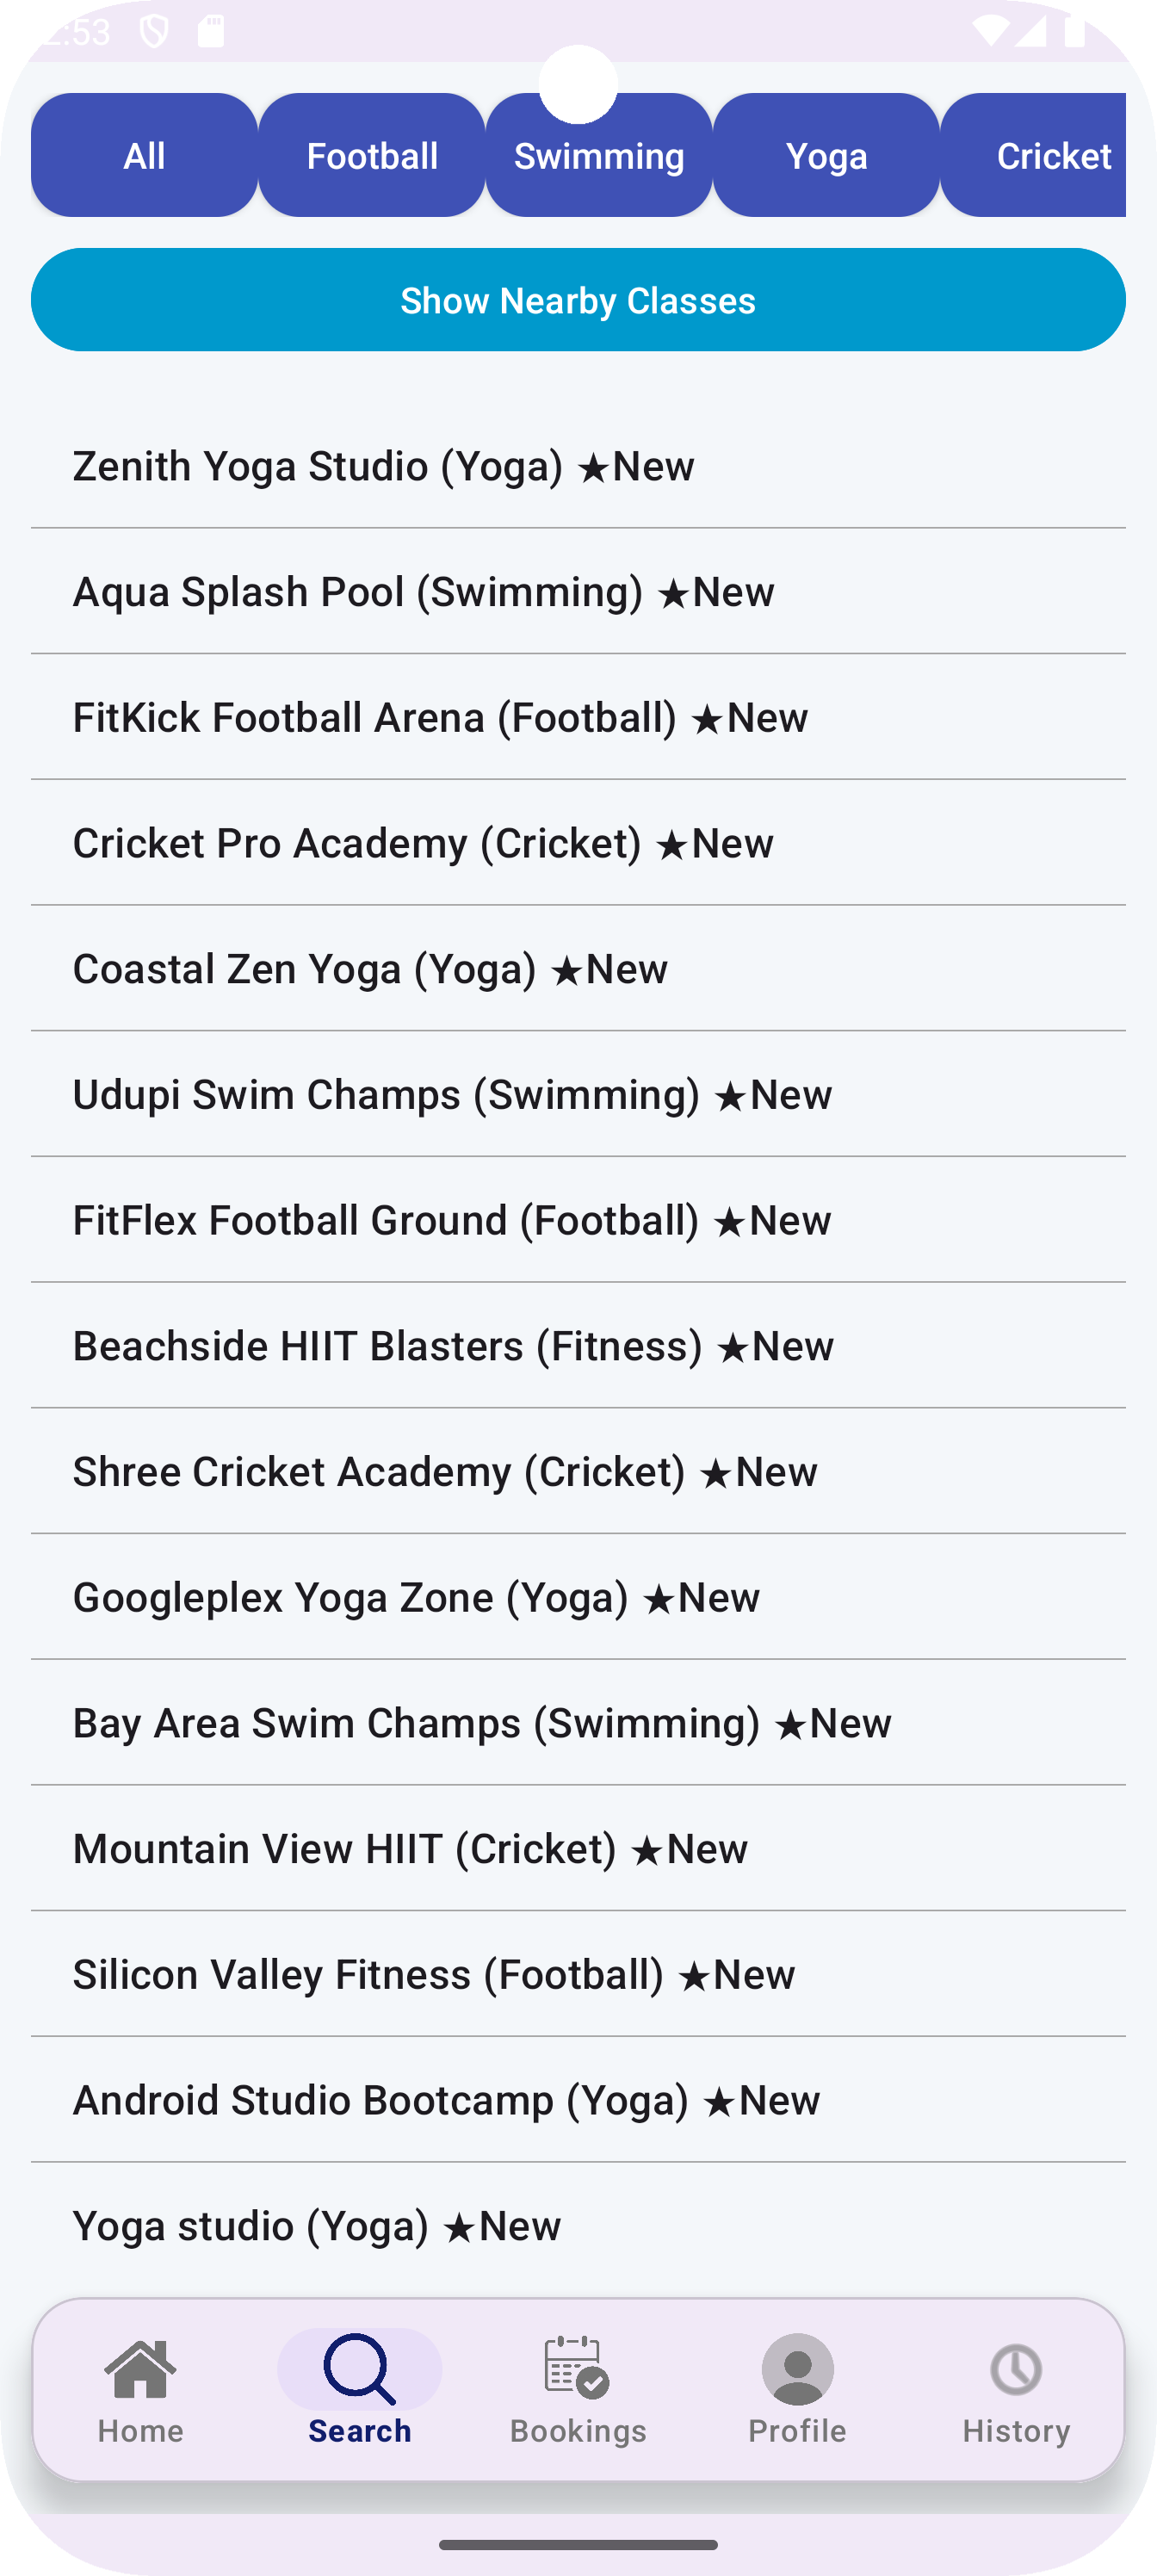 :53
All Football Swimming Yoga Cricket
Show Nearby Classes
Zenith Yoga Studio (Yoga) ★New
Aqua Splash Pool (Swimming) ★New
FitKick Football Arena (Football) ★New
Cricket Pro Academy (Cricket) ★New
Coastal Zen Yoga (Yoga) ★New
Udupi Swim Champs (Swimming) ★New
FitFlex Football Ground (Football) ★New
Beachside HIIT Blasters (Fitness) ★New
Shree Cricket Academy (Cricket) ★New
Googleplex Yoga Zone (Yoga) ★New
Bay Area Swim Champs (Swimming) ★New
Mountain View HIIT (Cricket) ★New
Silicon Valley Fitness (Football) ★New
Android Studio Bootcamp (Yoga) ★New
Yoga studio (Yoga) ★New
Home Search Bookings Profile History